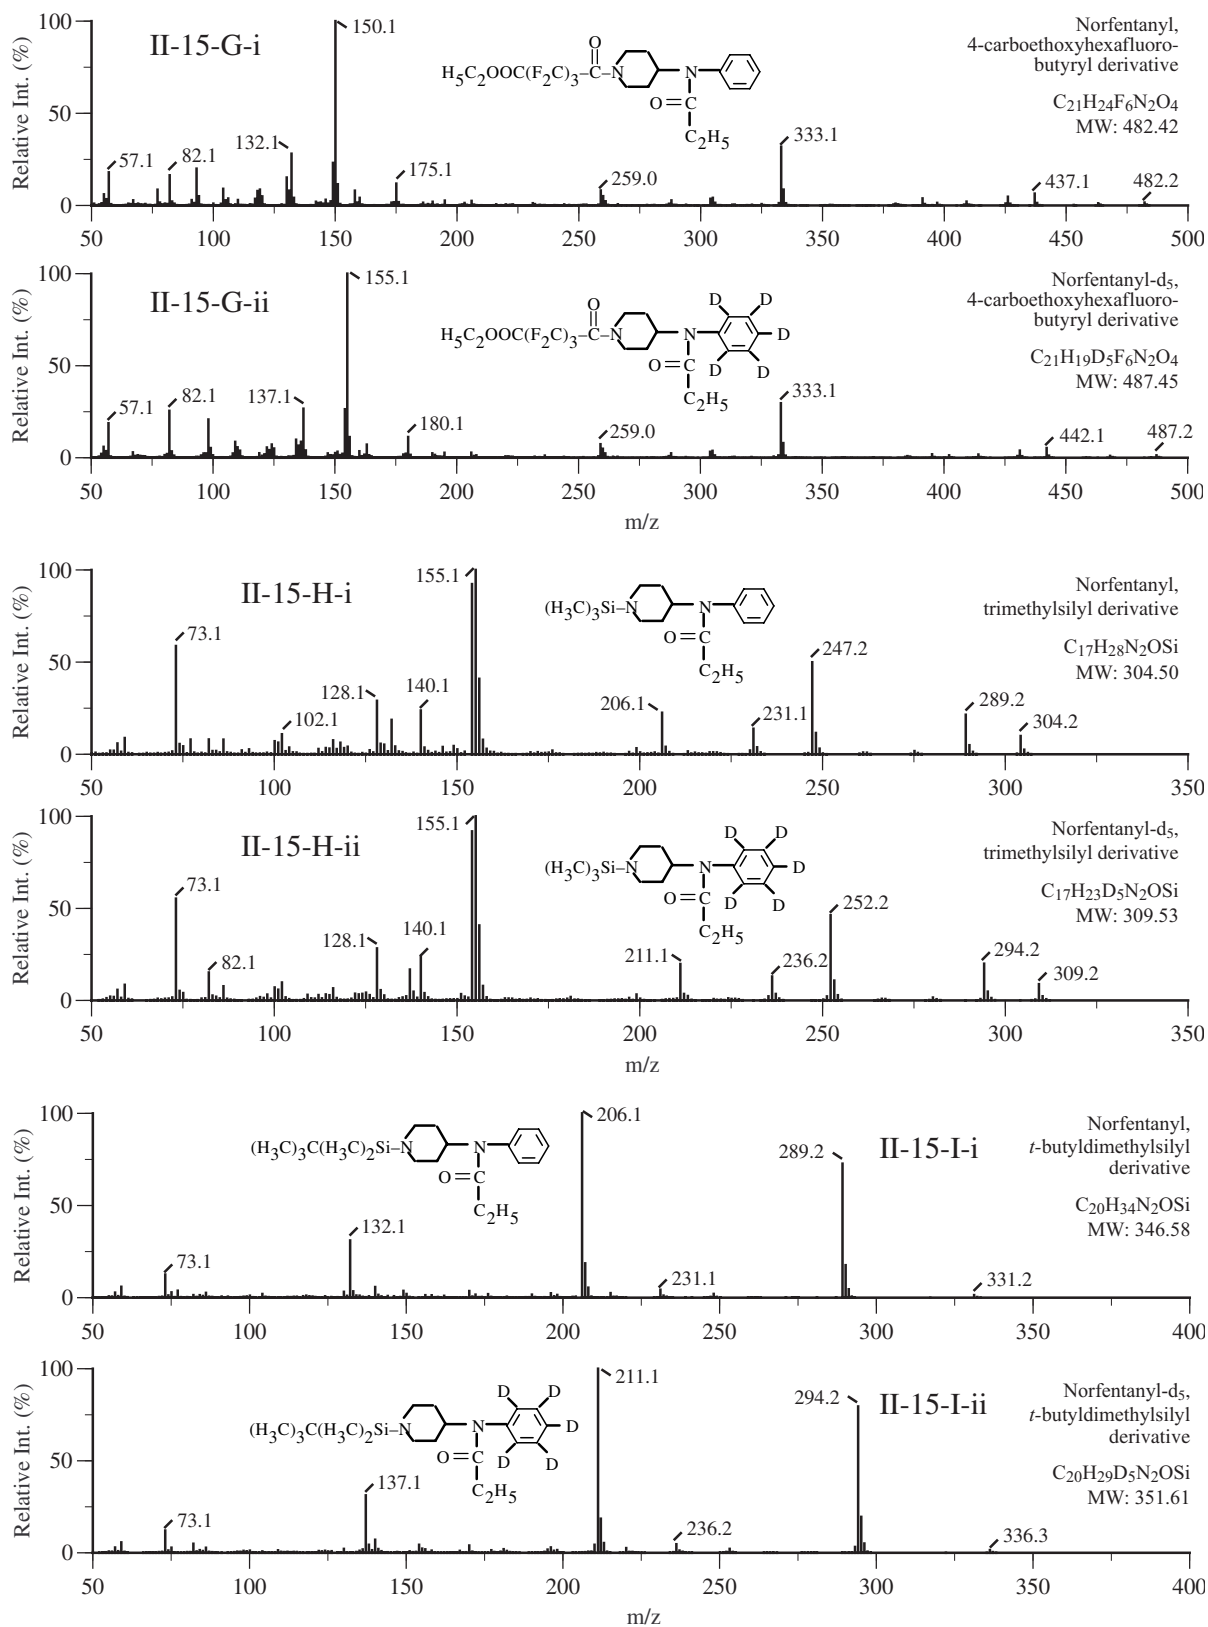 II-15-G-i
Norfentanyl,
4-carboethoxyhexafluoro-
butyryl derivative
C21H24F6N2O4
MW: 482.42
Relative Int. (%)
100
50
0
57.1
82.1
132.1
150.1
175.1
259.0
333.1
437.1
482.2
H5C2OOC(F2C)3–C–N
O
N
O=C
C2H5
50 100 150 200 250 300 350 400 450 500
II-15-G-ii
Norfentanyl-d5,
4-carboethoxyhexafluoro-
butyryl derivative
C21H19D5F6N2O4
MW: 487.45
Relative Int. (%)
100
50
0
57.1
82.1
137.1
155.1
180.1
259.0
333.1
442.1
487.2
H5C2OOC(F2C)3–C–N
O
N
O=C
C2H5
D D
D
D D
50 100 150 200 250 300 350 400 450 500
m/z
II-15-H-i
Norfentanyl,
trimethylsilyl derivative
C17H28N2OSi
MW: 304.50
Relative Int. (%)
100
50
0
73.1
102.1
128.1
140.1
155.1
206.1
231.1
247.2
289.2
304.2
(H3C)3Si–N
N
O=C
C2H5
50 100 150 200 250 300 350
II-15-H-ii
Norfentanyl-d5,
trimethylsilyl derivative
C17H23D5N2OSi
MW: 309.53
Relative Int. (%)
100
50
0
73.1
82.1
128.1
140.1
155.1
211.1
236.2
252.2
294.2
309.2
(H3C)3Si–N
N
O=C
C2H5
D D
D
D D
50 100 150 200 250 300 350
m/z
II-15-I-i
Norfentanyl,
t-butyldimethylsilyl
derivative
C20H34N2OSi
MW: 346.58
Relative Int. (%)
100
50
0
73.1
132.1
206.1
231.1
289.2
331.2
(H3C)3C(H3C)2Si–N
N
O=C
C2H5
50 100 150 200 250 300 350 400
II-15-I-ii
Norfentanyl-d5,
t-butyldimethylsilyl
derivative
C20H29D5N2OSi
MW: 351.61
Relative Int. (%)
100
50
0
73.1
137.1
211.1
236.2
294.2
336.3
(H3C)3C(H3C)2Si–N
N
O=C
C2H5
D D
D
D D
50 100 150 200 250 300 350 400
m/z